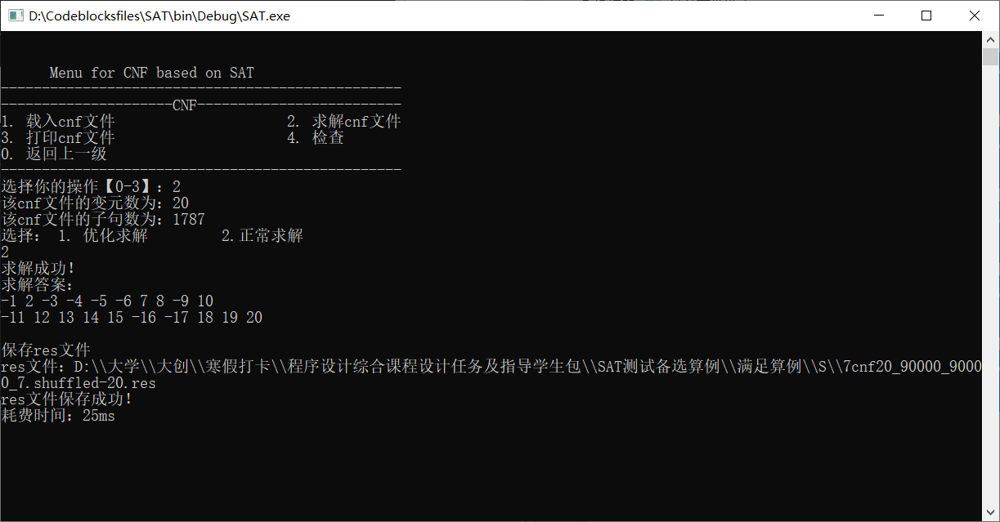 D:\Codeblocksfiles\SAT\bin\Debug\SAT.exe
Menu for CNF based on SAT
-------------------------------------------------
---------------------CNF-------------------------
1. 载入cnf文件                     2. 求解cnf文件
3. 打印cnf文件                     4. 检查
0. 返回上一级
-------------------------------------------------
选择你的操作【0-3】: 2
该cnf文件的变元数为: 20
该cnf文件的子句数为: 1787
选择:  1. 优化求解         2.正常求解
2
求解成功!
求解答案:
-1 2 -3 -4 -5 -6 7 8 -9 10
-11 12 13 14 15 -16 -17 18 19 20
保存res文件
res文件: D:\\大学\\大创\\寒假打卡\\程序设计综合课程设计任务及指导学生包\\SAT测试备选算例\\满足算例\\S\\7cnf20_90000_9000
0_7.shuffled-20.res
res文件保存成功!
耗费时间: 25ms